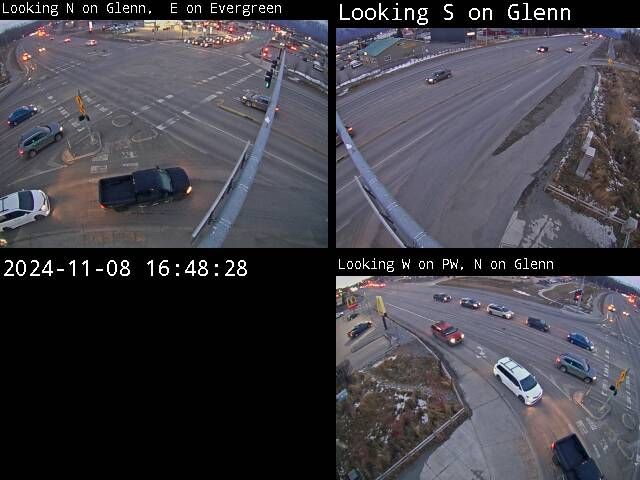 Looking N on Glenn,  E on Evergreen
Looking S on Glenn
2024-11-08 16:48:28
Looking W on PW, N on Glenn